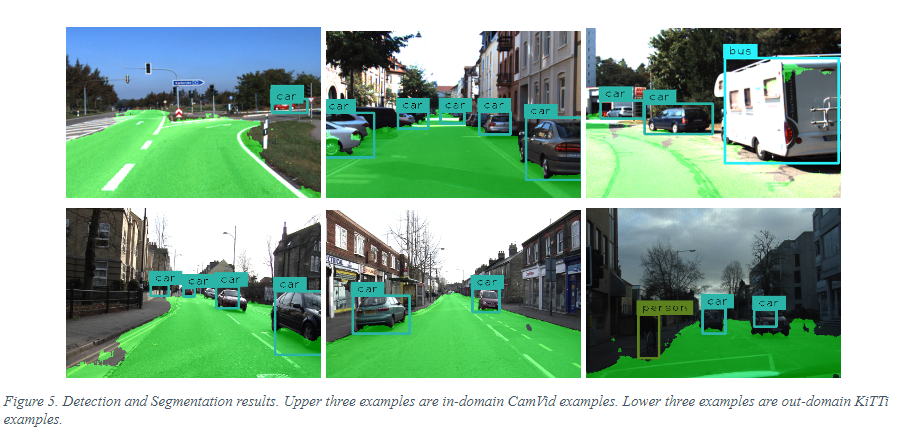 car
car
car
car
car
car
car
car
bus
car
car
car
car
car
car
person
car
car
Figure 5. Detection and Segmentation results. Upper three examples are in-domain CamVid examples. Lower three examples are out-domain KiTTi
examples.